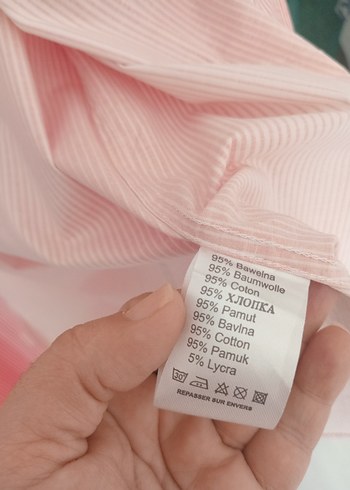 95% Bawełna
95% Baumwolle
95% Coton
95% ХЛОПКА
95% Pamut
95% Bavlna
95% Cotton
95% Pamuk
5% Lycra
30
REPASSER SUR ENVERS